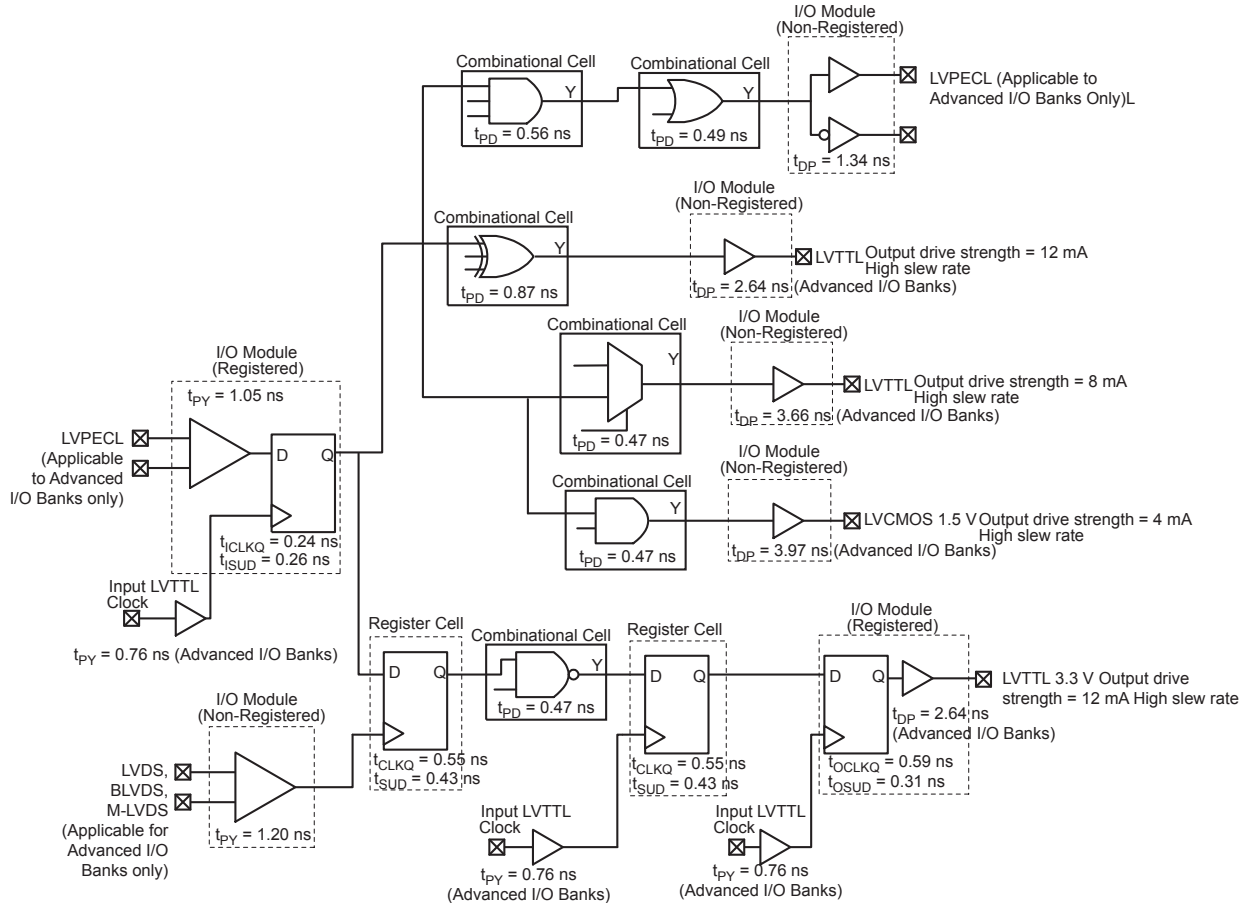 I/O Module
(Non-Registered)
Combinational Cell
Y
tPD = 0.56 ns
Combinational Cell
Y
tPD = 0.49 ns
tDP = 1.34 ns
LVPECL (Applicable to
Advanced I/O Banks Only)L
I/O Module
(Non-Registered)
Combinational Cell
Y
tPD = 0.87 ns
tDP = 2.64 ns
LVTTL Output drive strength = 12 mA
High slew rate
(Advanced I/O Banks)
Combinational Cell
Y
tPD = 0.47 ns
I/O Module
(Non-Registered)
tDP = 3.66 ns
LVTTL Output drive strength = 8 mA
High slew rate
(Advanced I/O Banks)
I/O Module
(Registered)
tPY = 1.05 ns
LVPECL
(Applicable
to Advanced
I/O Banks only)
D
Q
tICLKQ = 0.24 ns
tISUD = 0.26 ns
Input LVTTL
Clock
tPY = 0.76 ns (Advanced I/O Banks)
Combinational Cell
Y
tPD = 0.47 ns
I/O Module
(Non-Registered)
tDP = 3.97 ns
LVCMOS 1.5 V Output drive strength = 4 mA
High slew rate
(Advanced I/O Banks)
I/O Module
(Non-Registered)
LVDS,
BLVDS,
M-LVDS
(Applicable for
Advanced I/O
Banks only)
tPY = 1.20 ns
Register Cell
D
Q
tCLKQ = 0.55 ns
tSUD = 0.43 ns
Combinational Cell
Y
tPD = 0.47 ns
Register Cell
D
Q
tCLKQ = 0.55 ns
tSUD = 0.43 ns
Input LVTTL
Clock
tPY = 0.76 ns
(Advanced I/O Banks)
I/O Module
(Registered)
D
Q
tDP = 2.64 ns
(Advanced I/O Banks)
tOCLKQ = 0.59 ns
tOSUD = 0.31 ns
LVTTL 3.3 V Output drive
strength = 12 mA High slew rate
Input LVTTL
Clock
tPY = 0.76 ns
(Advanced I/O Banks)